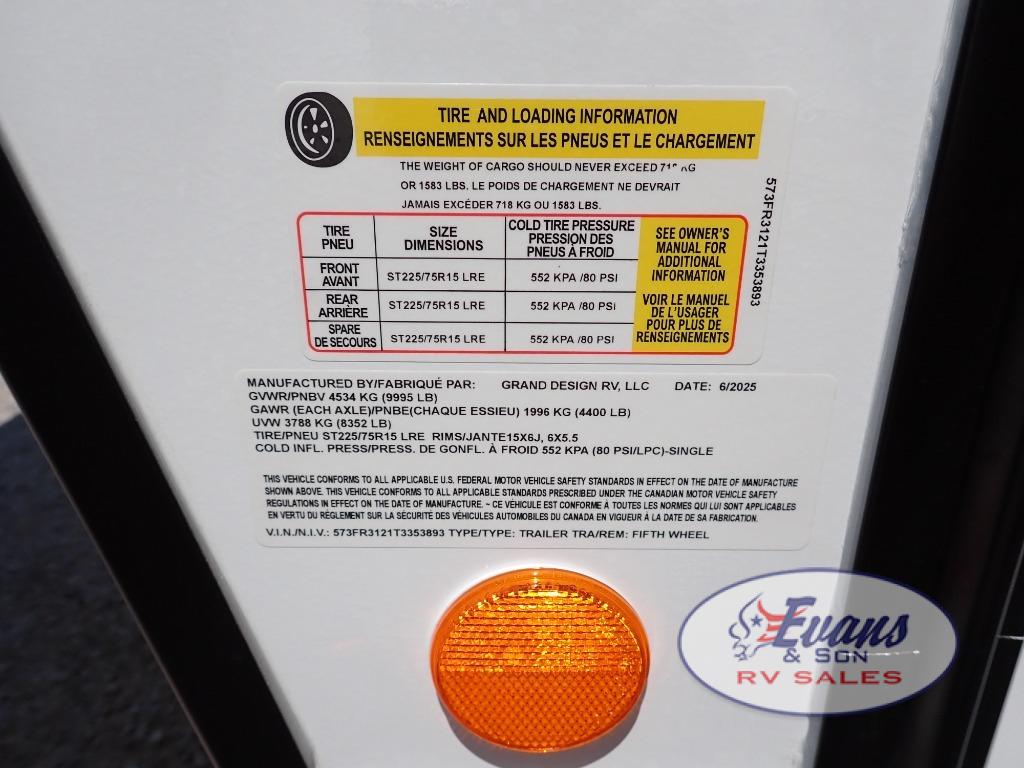 TIRE AND LOADING INFORMATION
RENSEIGNEMENTS SUR LES PNEUS ET LE CHARGEMENT
THE WEIGHT OF CARGO SHOULD NEVER EXCEED
OR 1583 LBS. LE POIDS DE CHARGEMENT NE DEVRAIT
JAMAIS EXCÉDER 718 KG OU 1583 LBS.
TIRE
PNEU
SIZE
DIMENSIONS
COLD TIRE PRESSURE
PRESSION DES
PNEUS À FROID
FRONT
AVANT
ST225/75R15 LRE
552 KPA /80 PSI
REAR
ARRIÈRE
ST225/75R15 LRE
552 KPA /80 PSI
SPARE
DE SECOURS
ST225/75R15 LRE
552 KPA /80 PSI
SEE OWNER'S
MANUAL FOR
ADDITIONAL
INFORMATION
VOIR LE MANUEL
DE L'USAGER
POUR PLUS DE
RENSEIGNEMENTS
573FR3121T3353893
MANUFACTURED BY/FABRIQUÉ PAR: GRAND DESIGN RV, LLC DATE: 6/2025
GVWR/PNBV 4534 KG (9995 LB)
GAWR (EACH AXLE)/PNBE(CHAQUE ESSIEU) 1996 KG (4400 LB)
UVW 3788 KG (8352 LB)
TIRE/PNEU ST225/75R15 LRE RIMS/JANTE15X6J, 6X5.5
COLD INFL. PRESS/PRESS. DE GONFL. À FROID 552 KPA (80 PSI/LPC)-SINGLE
THIS VEHICLE CONFORMS TO ALL APPLICABLE U.S. FEDERAL MOTOR VEHICLE SAFETY STANDARDS IN EFFECT ON THE DATE OF MANUFACTURE
SHOWN ABOVE. THIS VEHICLE CONFORMS TO ALL APPLICABLE STANDARDS PRESCRIBED UNDER THE CANADIAN MOTOR VEHICLE SAFETY
REGULATIONS IN EFFECT ON THE DATE OF MANUFACTURE. - CE VÉHICULE EST CONFORME À TOUTES LES NORMES QUI LUI SONT APPLICABLES
EN VERTU DU RÉGLEMENT SUR LA SÉCURITÉ DES VÉHICULES AUTOMOBILES DU CANADA EN VIGUEUR À LA DATE DE SA FABRICATION.
V.I.N./N.I.V.: 573FR3121T3353893 TYPE/TYPE: TRAILER TRA/REM: FIFTH WHEEL
Evans
& SON
RV SALES